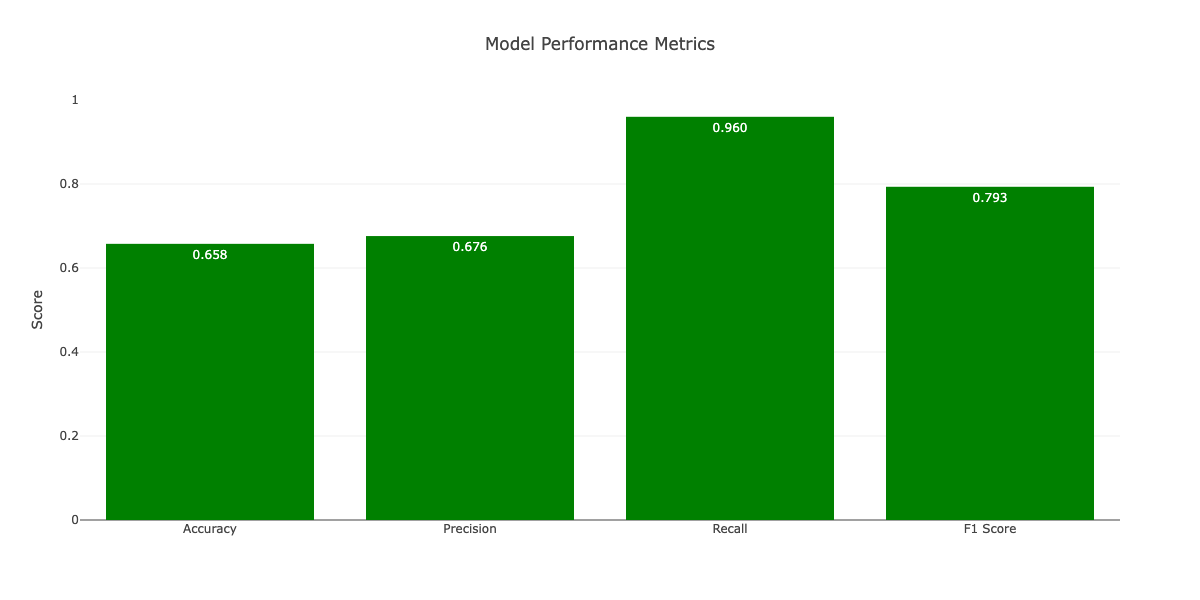 Model Performance Metrics
1
0.8
0.6
0.4
0.2
0
Score
0.658
0.676
0.960
0.793
Accuracy
Precision
Recall
F1 Score